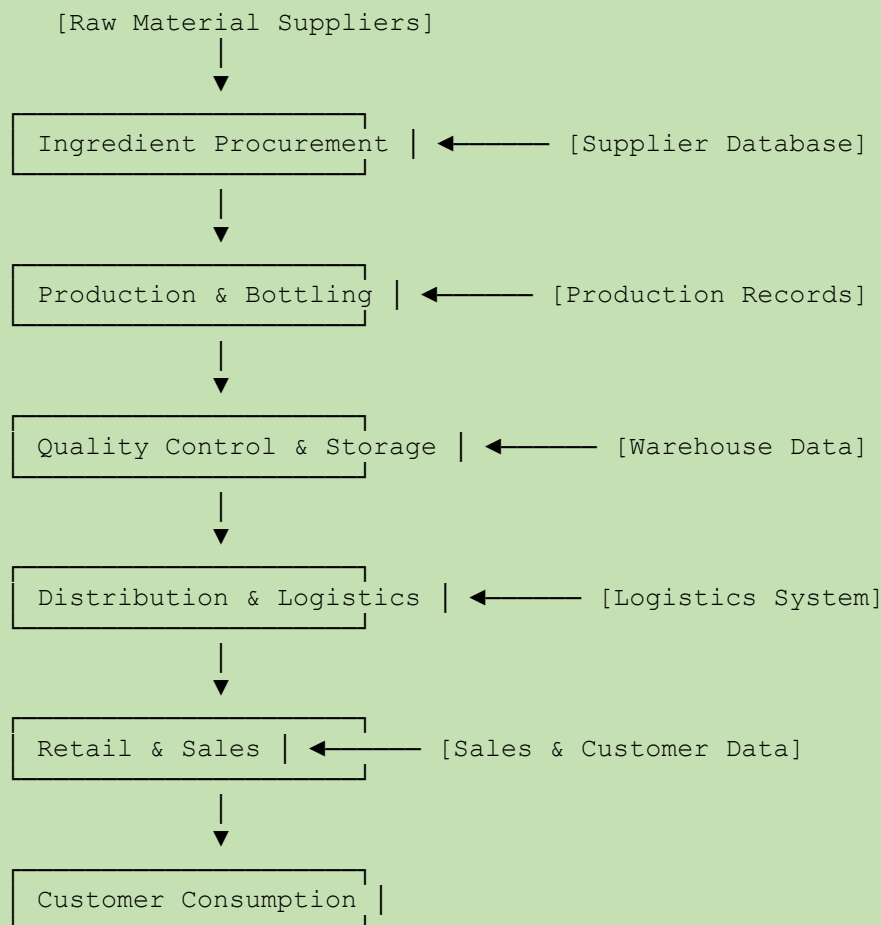 [Raw Material Suppliers]
Ingredient Procurement [Supplier Database]
Production & Bottling [Production Records]
Quality Control & Storage [Warehouse Data]
Distribution & Logistics [Logistics System]
Retail & Sales [Sales & Customer Data]
Customer Consumption